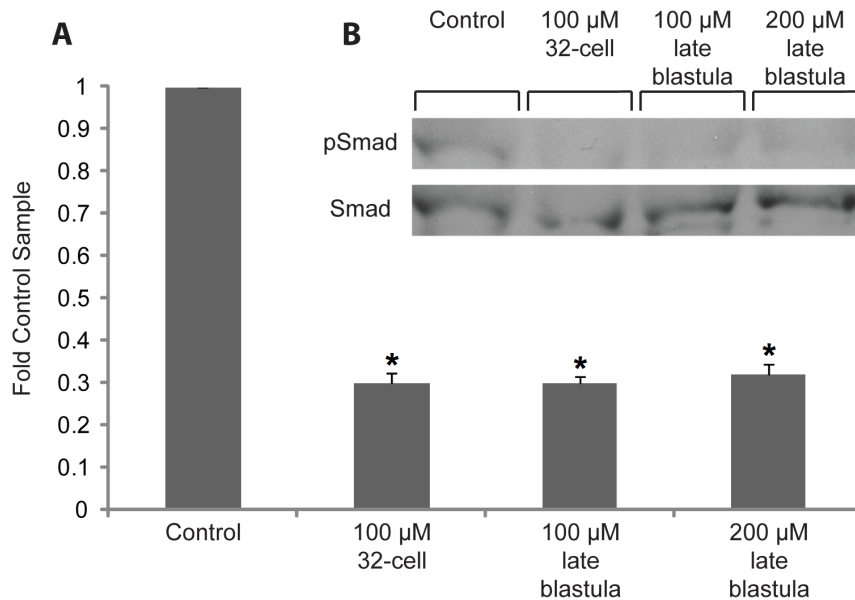 A
B
Control
100 µM
32-cell
100 µM
late
blastula
200 µM
late
blastula
pSmad
Smad
Fold Control Sample
1
0.9
0.8
0.7
0.6
0.5
0.4
0.3
0.2
0.1
0
*
*
*
Control
100 µM
32-cell
100 µM
late
blastula
200 µM
late
blastula